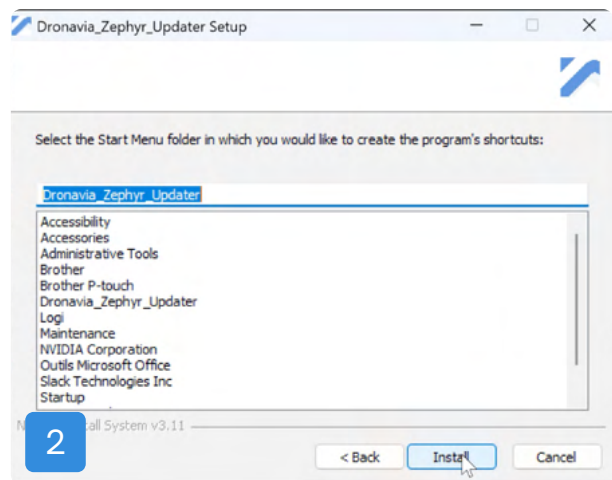 Dronavia_Zephyr_Updater Setup
Select the Start Menu folder in which you would like to create the program's shortcuts:
Dronavia_Zephyr_Updater
Accessibility
Accessories
Administrative Tools
Brother
Brother P-touch
Dronavia_Zephyr_Updater
Logi
Maintenance
NVIDIA Corporation
Outils Microsoft Office
Slack Technologies Inc
Startup
System v3.11
2
< Back Install Cancel